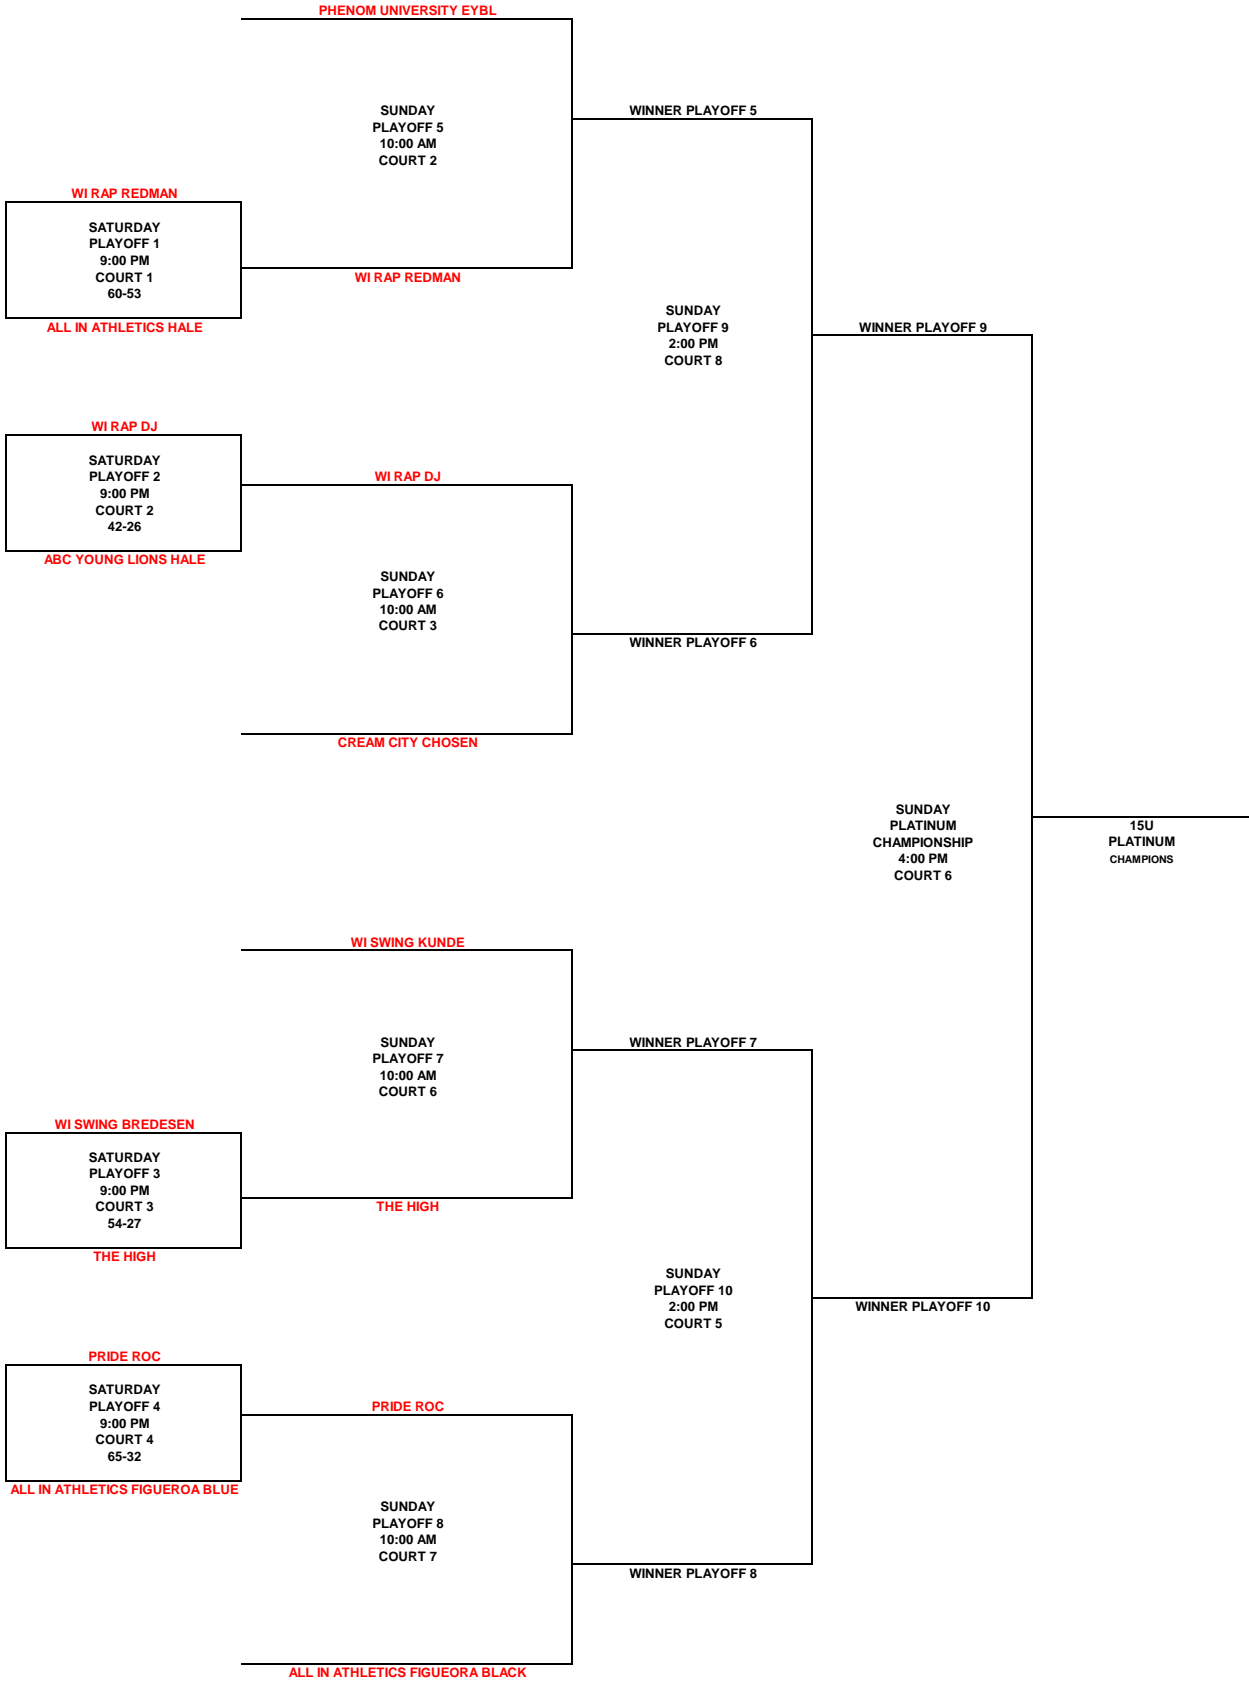 PHENOM UNIVERSITY EYBL
SUNDAY
PLAYOFF 5
10:00 AM
COURT 2
WINNER PLAYOFF 5
WI RAP REDMAN
SATURDAY
PLAYOFF 1
9:00 PM
COURT 1
60-53
ALL IN ATHLETICS HALE
WI RAP REDMAN
SUNDAY
PLAYOFF 9
2:00 PM
COURT 8
WINNER PLAYOFF 9
WI RAP DJ
SATURDAY
PLAYOFF 2
9:00 PM
COURT 2
42-26
ABC YOUNG LIONS HALE
WI RAP DJ
SUNDAY
PLAYOFF 6
10:00 AM
COURT 3
WINNER PLAYOFF 6
CREAM CITY CHOSEN
SUNDAY
PLATINUM
CHAMPIONSHIP
4:00 PM
COURT 6
15U
PLATINUM
CHAMPIONS
WI SWING KUNDE
SUNDAY
PLAYOFF 7
10:00 AM
COURT 6
WINNER PLAYOFF 7
WI SWING BREDESEN
SATURDAY
PLAYOFF 3
9:00 PM
COURT 3
54-27
THE HIGH
THE HIGH
SUNDAY
PLAYOFF 10
2:00 PM
COURT 5
WINNER PLAYOFF 10
PRIDE ROC
SATURDAY
PLAYOFF 4
9:00 PM
COURT 4
65-32
ALL IN ATHLETICS FIGUEROA BLUE
PRIDE ROC
SUNDAY
PLAYOFF 8
10:00 AM
COURT 7
WINNER PLAYOFF 8
ALL IN ATHLETICS FIGUEORA BLACK